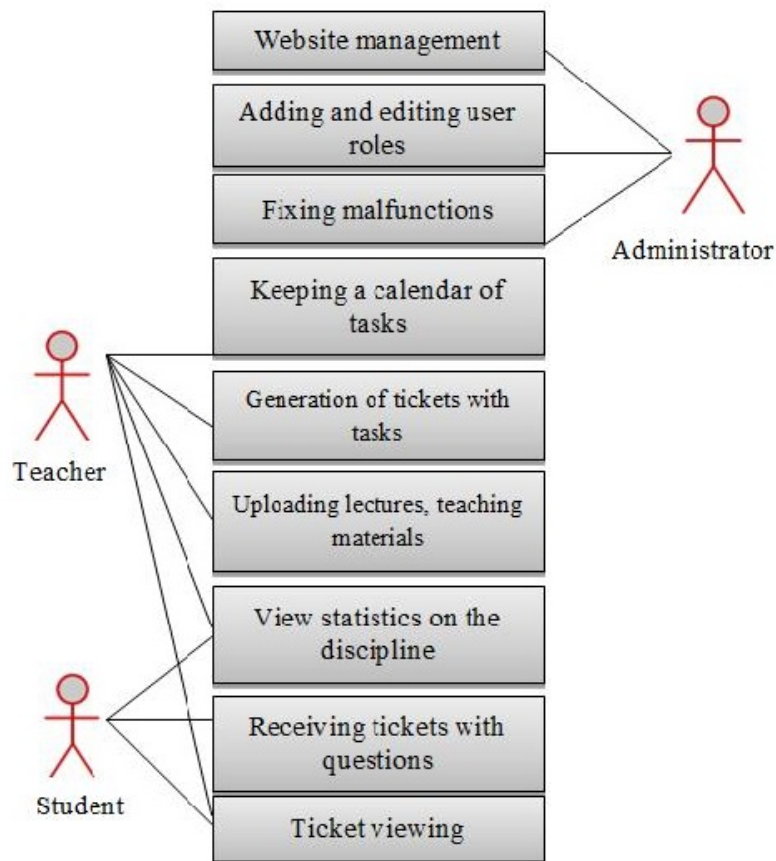 Website management
Adding and editing user
roles
Fixing malfunctions
Administrator
Keeping a calendar of
tasks
Generation of tickets with
tasks
Teacher
Uploading lectures, teaching
materials
View statistics on the
discipline
Receiving tickets with
questions
Student
Ticket viewing